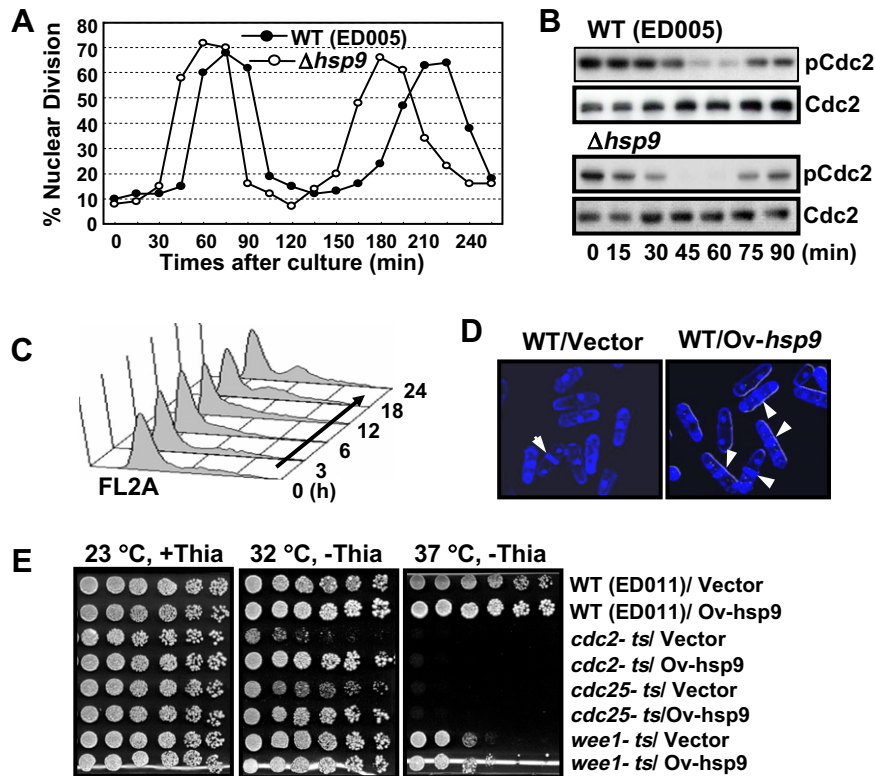 A
% Nuclear Division
80
70
60
50
40
30
20
10
0
WT (ED005)
Δhsp9
0 30 60 90 120 150 180 210 240
Times after culture (min)
B
WT (ED005)
pCdc2
Cdc2
Δhsp9
pCdc2
Cdc2
0 15 30 45 60 75 90 (min)
C
FL2A
0 (h)
3
6
12
18
24
D
WT/Vector WT/Ov-hsp9
E
23 °C, +Thia 32 °C, -Thia 37 °C, -Thia
WT (ED011)/ Vector
WT (ED011)/ Ov-hsp9
cdc2- ts/ Vector
cdc2- ts/ Ov-hsp9
cdc25- ts/ Vector
cdc25- ts/Ov-hsp9
wee1- ts/ Vector
wee1- ts/ Ov-hsp9